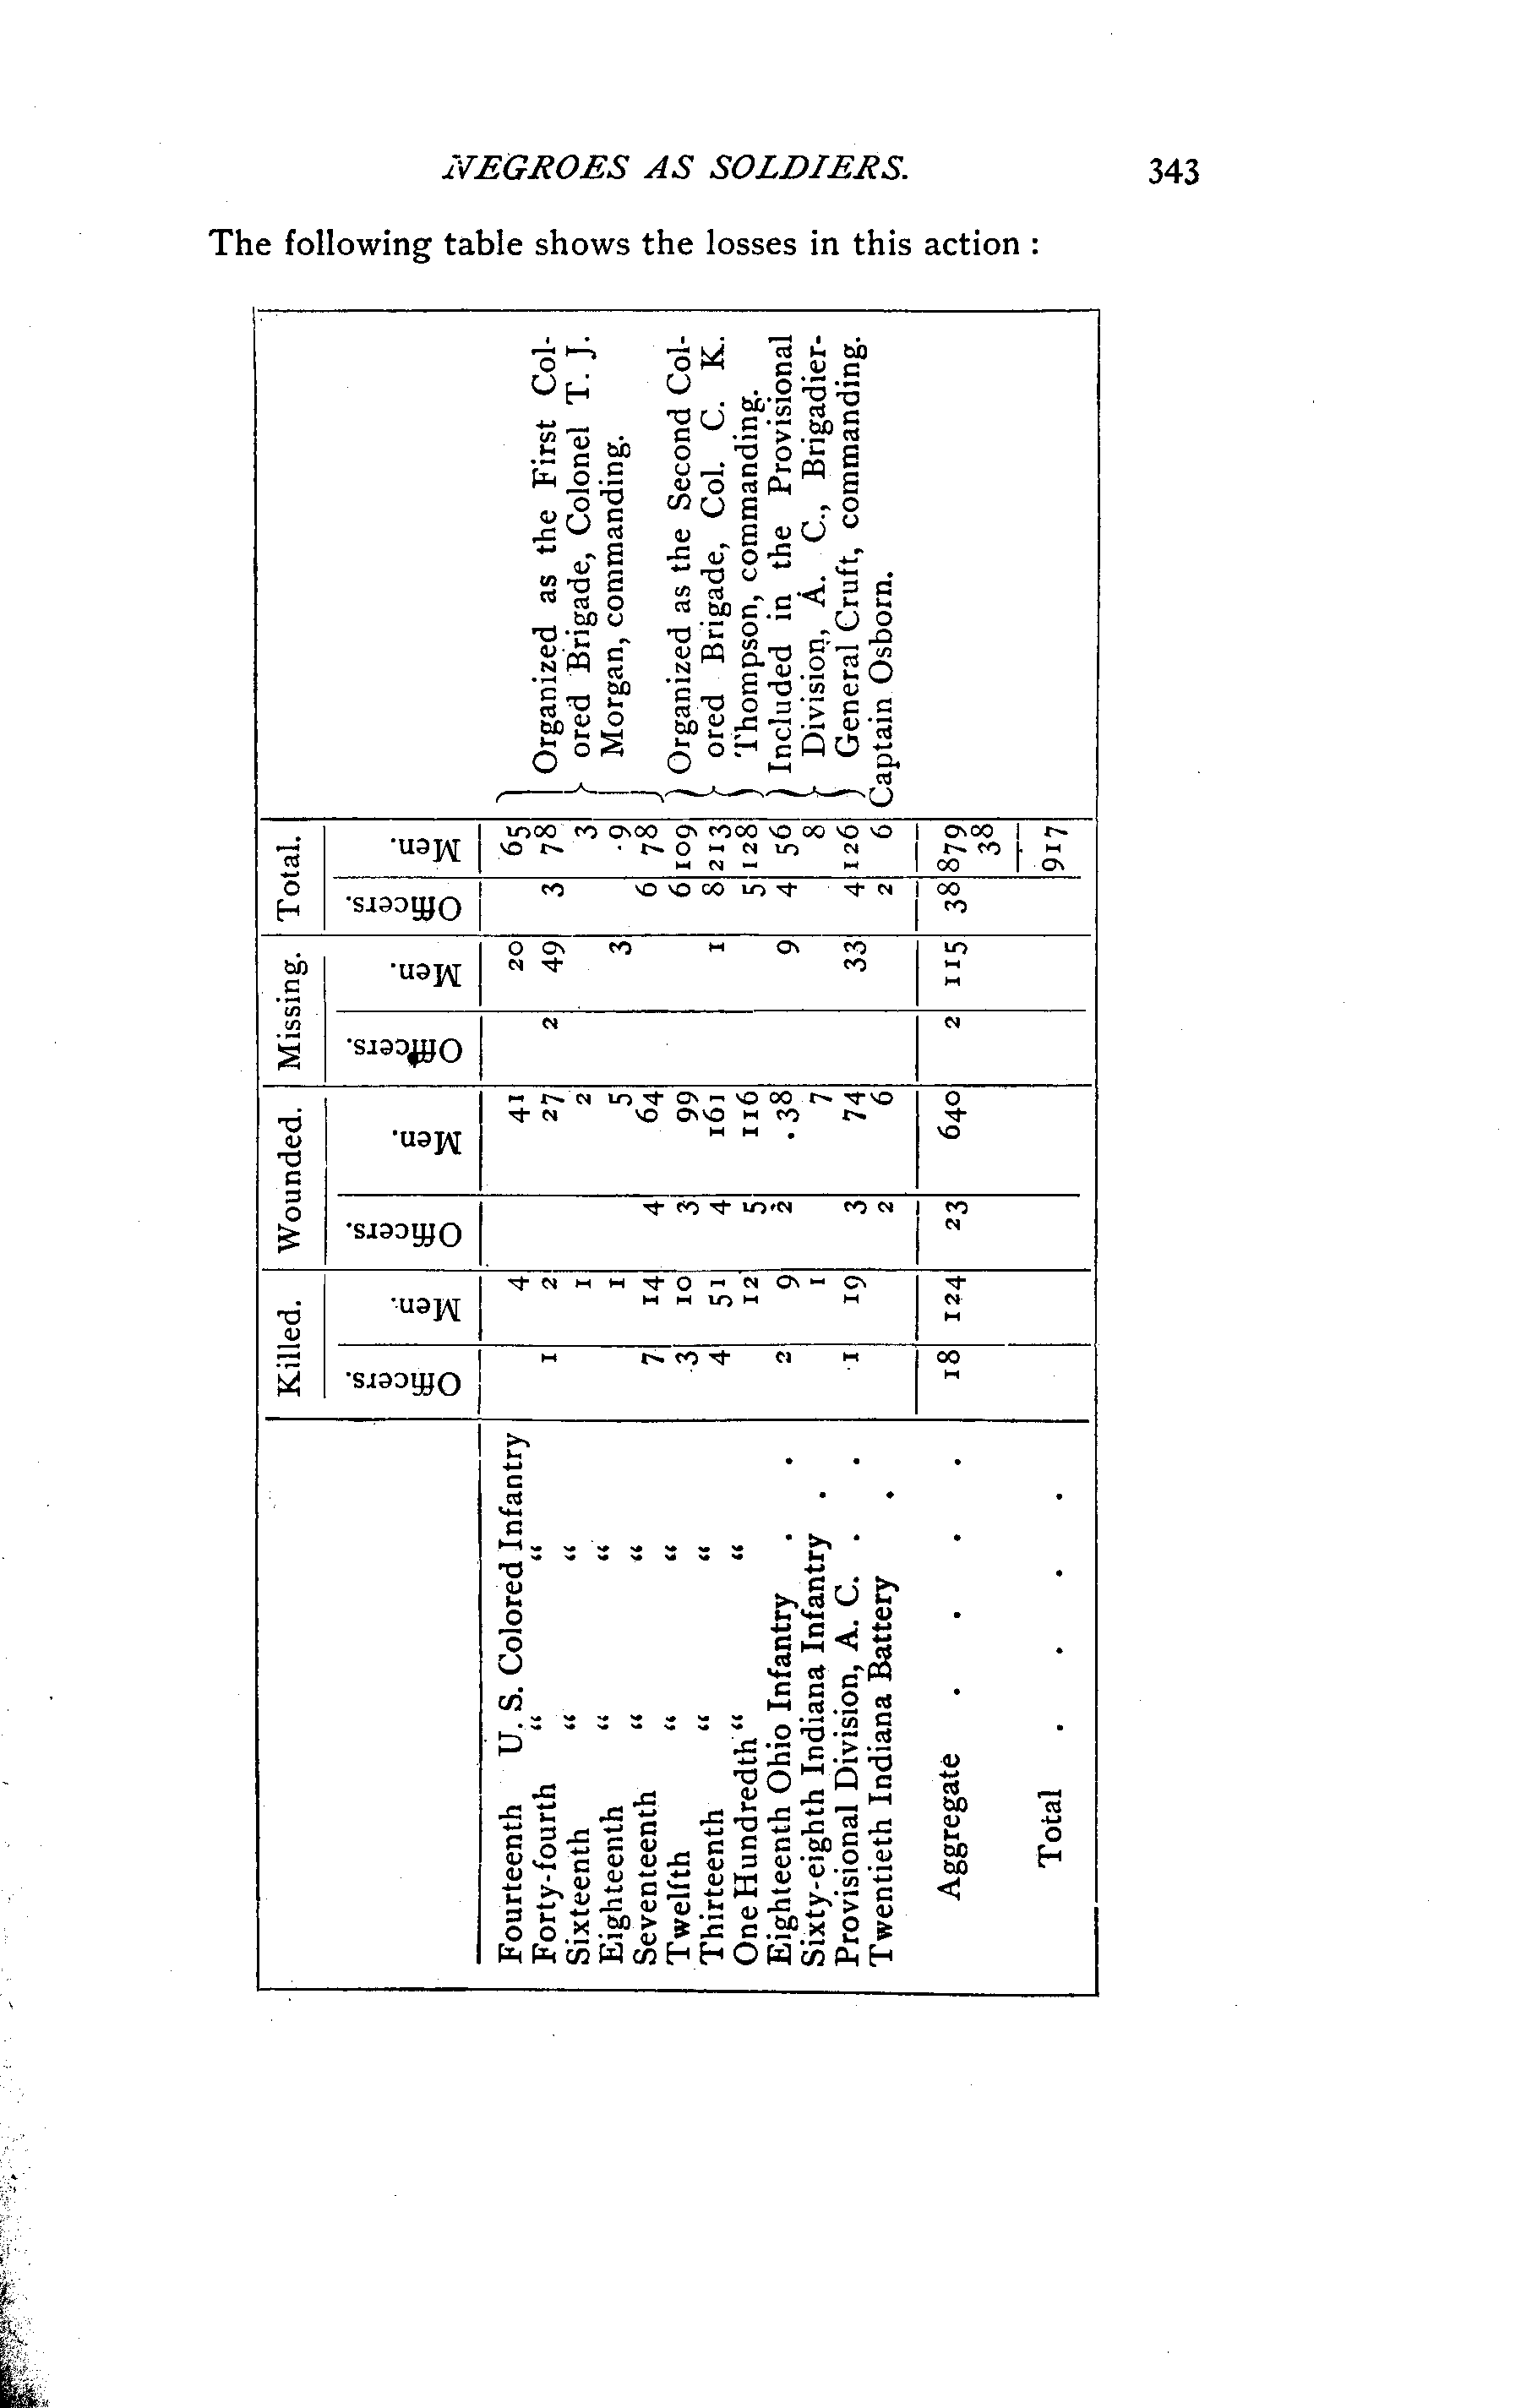 NEGROES AS SOLDIERS. 343
The following table shows the losses in this action :
Killed. Wounded. Missing. Total.
Officers. Men. Officers. Men. Officers. Men. Officers. Men.
Fourteenth U. S. Colored Infantry 4 41 20 65
Forty-fourth " " 1 2 27 2 49 3 78 Organized as the First Col-
Sixteenth " " 1 2 3 ored Brigade, Colonel T. J.
Eighteenth " " 1 5 3 9 Morgan, commanding.
Seventeenth " " 7 14 4 64 6 78
Twelfth " " 3 10 3 99 6 109 Organized as the Second Col-
Thirteenth " " 4 51 4 161 1 8 213 ored Brigade, Col. C. K.
One Hundredth " " 12 5 116 5 128 Thompson, commanding.
Eighteenth Ohio Infantry . . 2 9 2 38 9 4 56 Included in the Provisional
Sixty-eighth Indiana Infantry . 1 7 8 Division, A. C., Brigadier-
Provisional Division, A. C. . . 1 19 3 74 33 4 126 General Cruft, commanding.
Twentieth Indiana Battery . 2 6 2 6 Captain Osborn.
Aggregate . . . . 18 124 23 640 2 115 38 879
38
Total . . . . 917